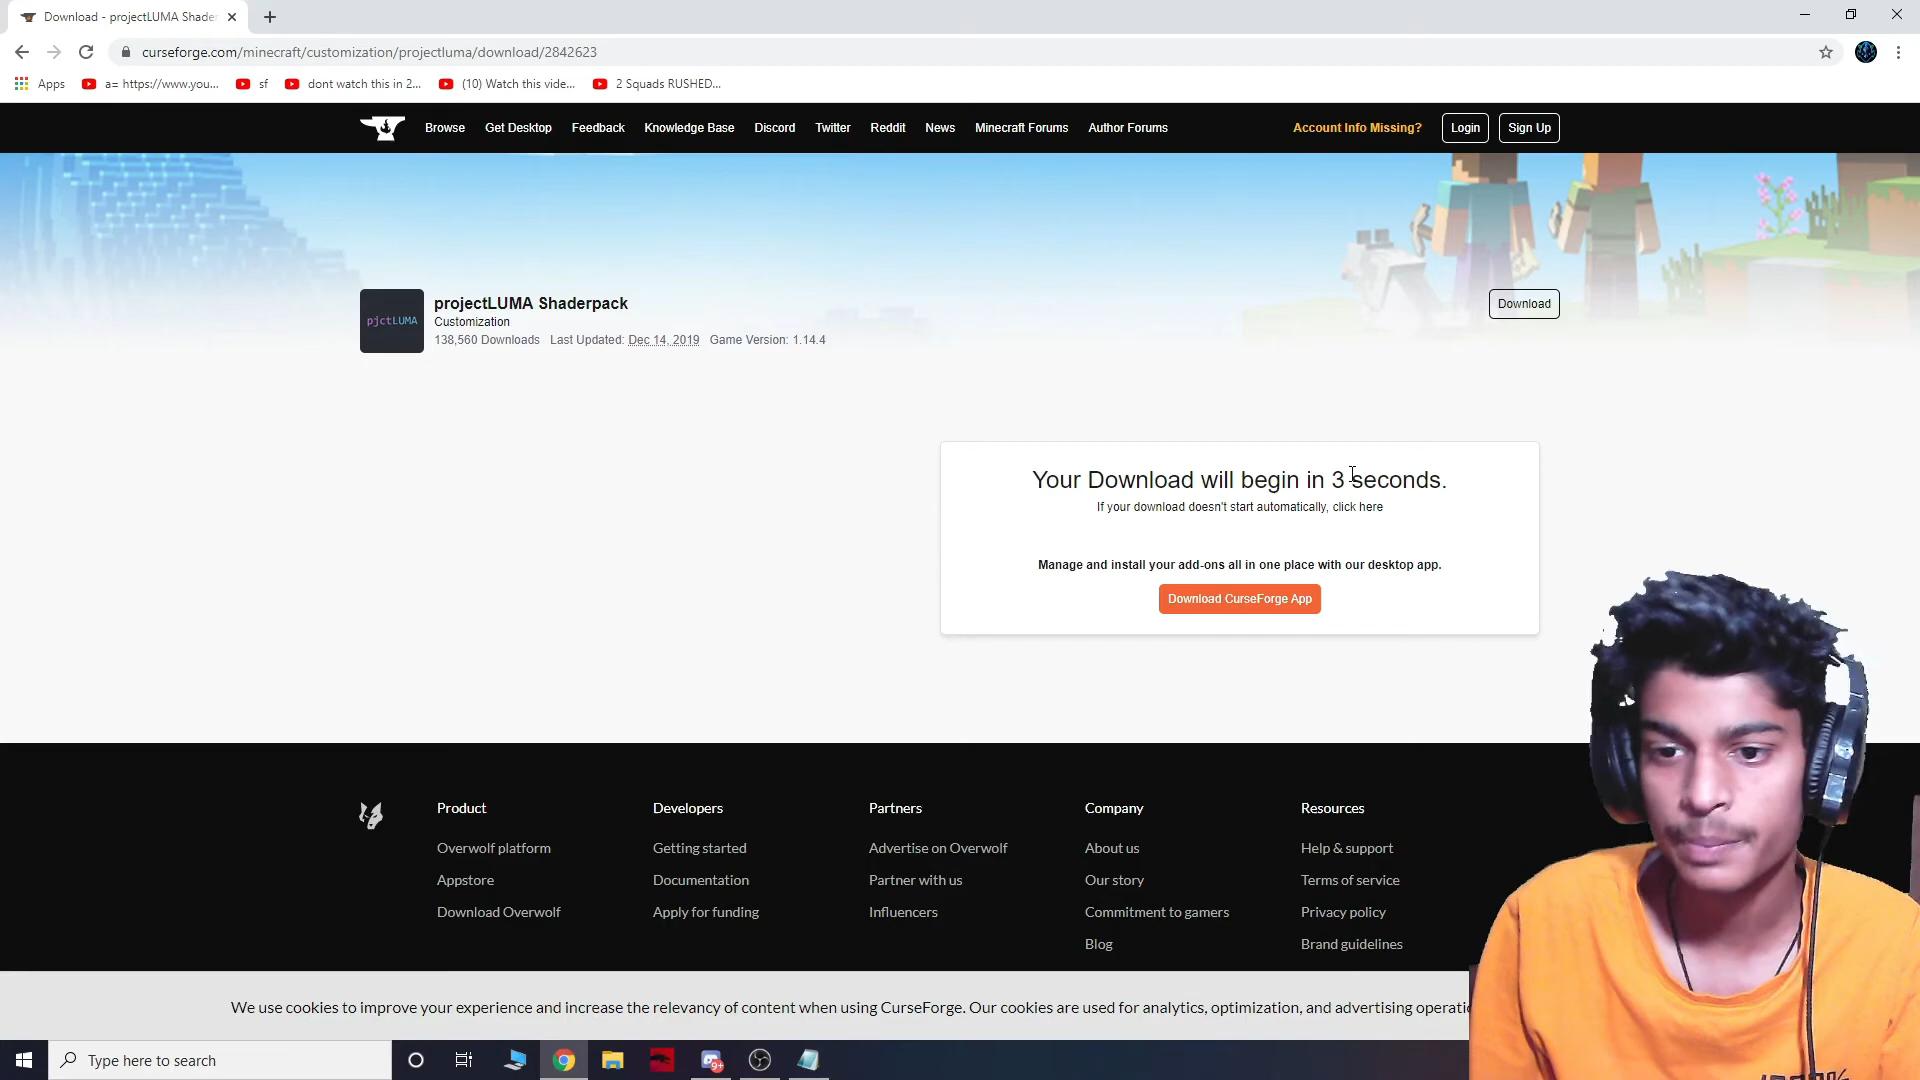 Download - projectLUMA Shader
curseforge.com/minecraft/customization/projectluma/download/2842623
Apps
a= https://www.you...
sf
dont watch this in 2...
(10) Watch this vide...
2 Squads RUSHED...
Browse
Get Desktop
Feedback
Knowledge Base
Discord
Twitter
Reddit
News
Minecraft Forums
Author Forums
Account Info Missing?
Login
Sign Up
pjctLUMA
projectLUMA Shaderpack
Customization
138,560 Downloads Last Updated: Dec 14, 2019 Game Version: 1.14.4
Download
Your Download will begin in 3 seconds.
If your download doesn't start automatically, click here
Manage and install your add-ons all in one place with our desktop app.
Download CurseForge App
Product
Overwolf platform
Appstore
Download Overwolf
Developers
Getting started
Documentation
Apply for funding
Partners
Advertise on Overwolf
Partner with us
Influencers
Company
About us
Our story
Commitment to gamers
Blog
Resources
Help & support
Terms of service
Privacy policy
Brand guidelines
We use cookies to improve your experience and increase the relevancy of content when using CurseForge. Our cookies are used for analytics, optimization, and advertising operati
Type here to search
9+